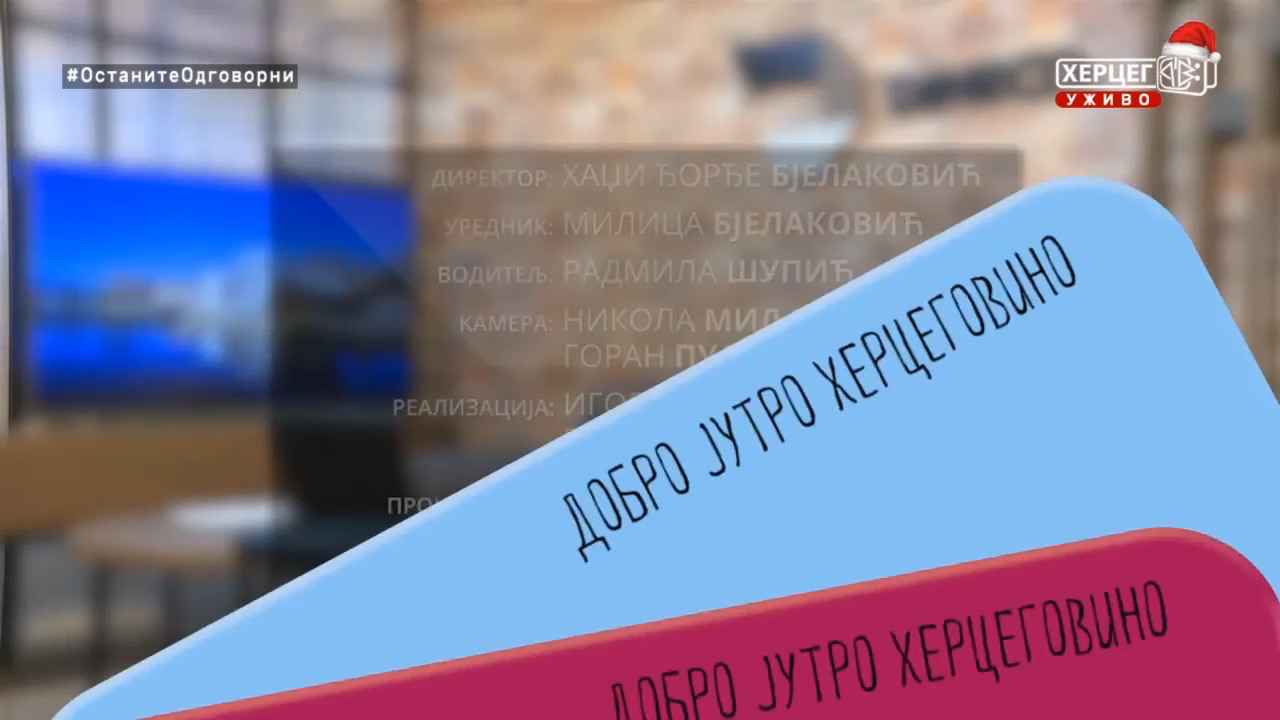 #ОстанитеОдговорни
ХЕРЦЕГ
УЖИВО
ДИРЕКТОР: ХАЏИ ЂОРЂЕ БЈЕЛАКОВИЋ
УРЕДНИК: МИЛИЦА БЈЕЛАКОВИЋ
ВОДИТЕЉ: РАДМИЛА ШУПИЋ
КАМЕРА: НИКОЛА
ГОРАН
РЕАЛИЗАЦИЈА:
ДОБРО ЈУТРО ХЕРЦЕГОВИНО
ДОБРО ЈУТРО ХЕРЦЕГОВИНО